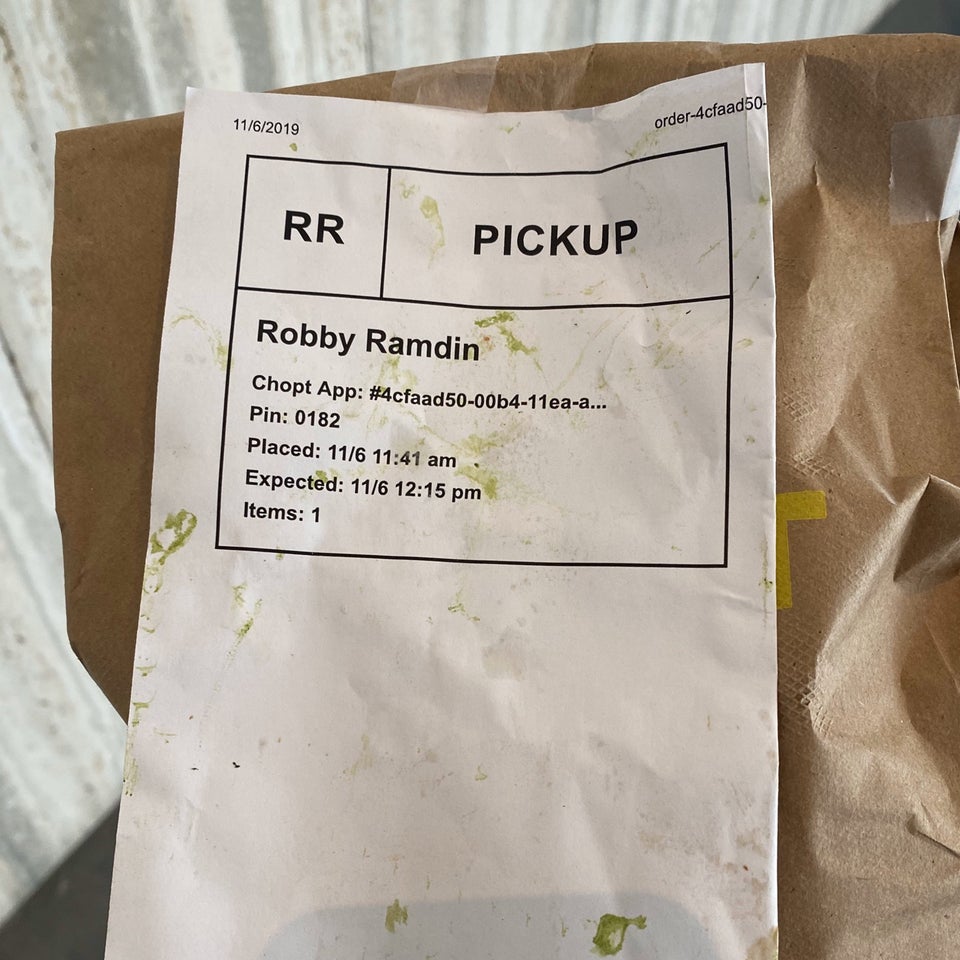 11/6/2019
order-4cfaad50-
RR
PICKUP
Robby Ramdin
Chopt App: #4cfaad50-00b4-11ea-a...
Pin: 0182
Placed: 11/6 11:41 am
Expected: 11/6 12:15 pm
Items: 1
T